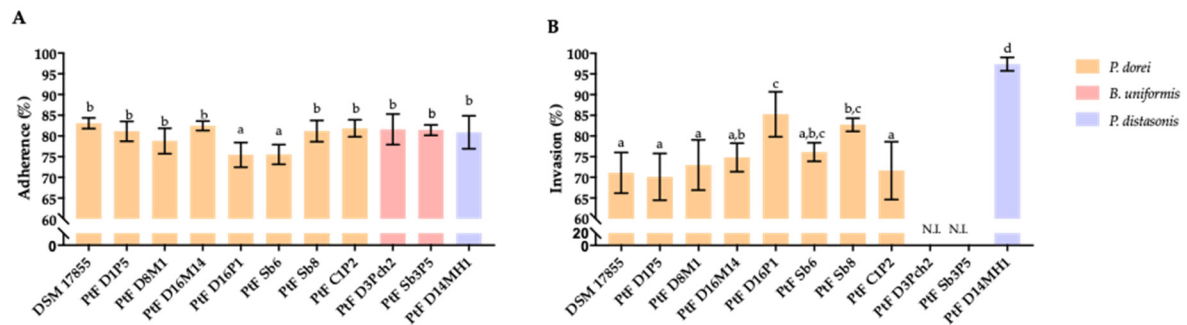 A
Adherence (%)
100
95
90
85
80
75
70
65
60
0
b
b
b
b
a
a
b
b
b
b
b
DSM 17855
PtF D1P5
PtF D8M1
PtF D16M14
PtF D16P1
PtF Sb6
PtF Sb8
PtF C1P2
PtF D3Pch2
PtF Sb3P5
PtF D14MH1
B
Invasion (%)
100
95
90
85
80
75
70
65
60
20
0
a
a
a
a,b
c
a,b,c
b,c
a
N.I.
N.I.
d
DSM 17855
PtF D1P5
PtF D8M1
PtF D16M14
PtF D16P1
PtF Sb6
PtF Sb8
PtF C1P2
PtF D3Pch2
PtF Sb3P5
PtF D14MH1
P. dorei
B. uniformis
P. distasonis